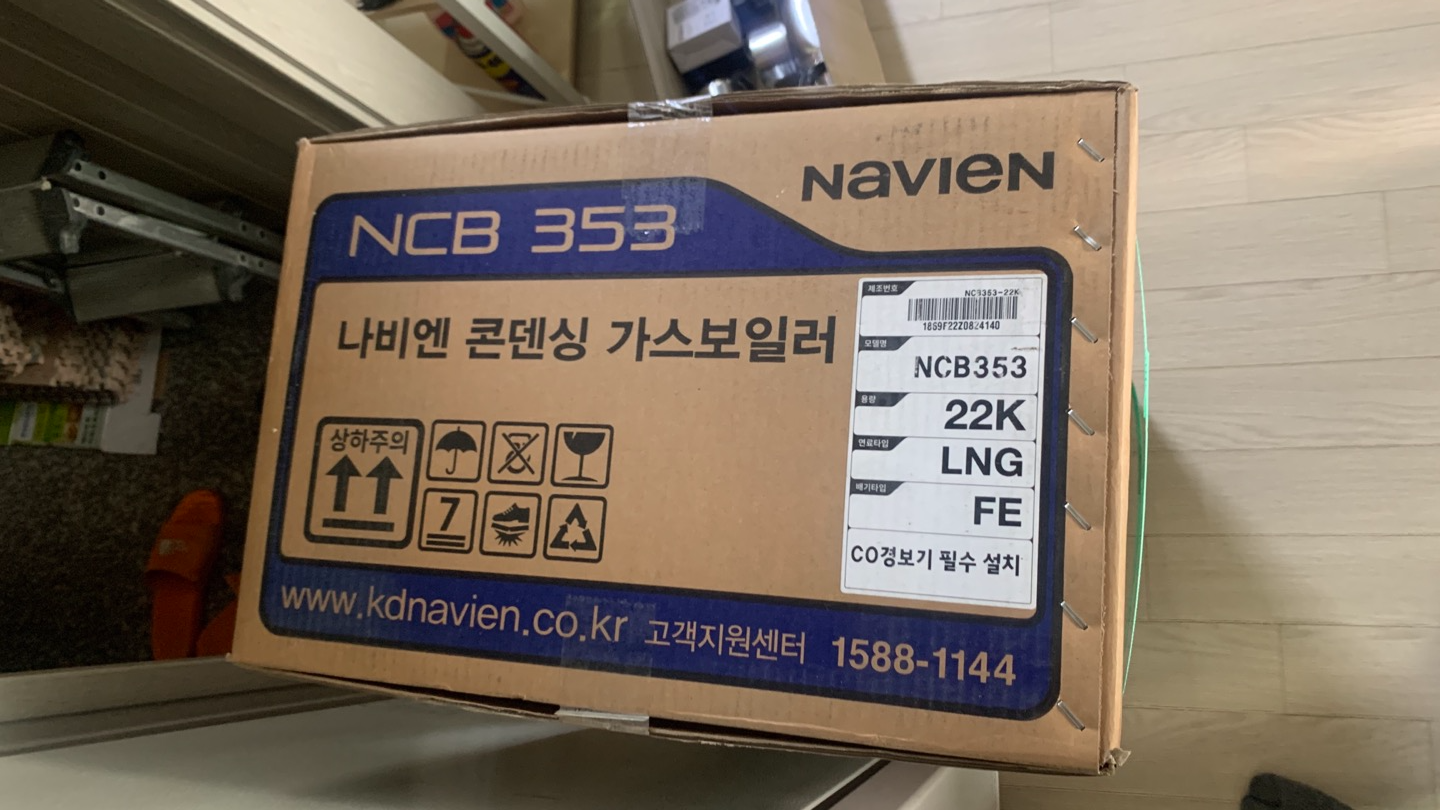 NAVIEN
NCB 353
나비엔 콘덴싱 가스보일러
제조번호
NCB353-22K
1869F22Z0824140
모델명
NCB353
용량
22K
연료타입
LNG
배기타입
FE
CO경보기 필수 설치
상하주의
7
www.kdnavien.co.kr 고객지원센터 1588-1144